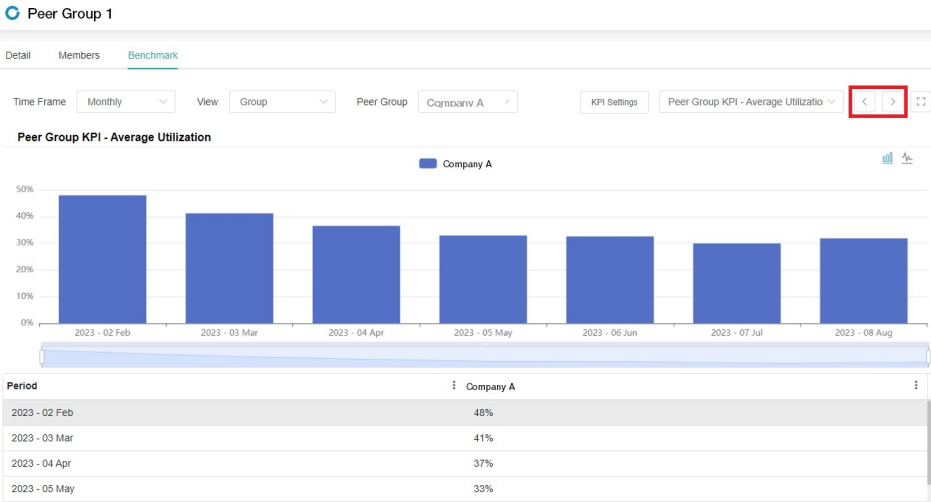 Peer Group 1
Detail Members Benchmark
Time Frame Monthly View Group Peer Group Company A KPI Settings Peer Group KPI - Average Utilizatio
Peer Group KPI - Average Utilization
Company A
50%
40%
30%
20%
10%
0%
2023 - 02 Feb 2023 - 03 Mar 2023 - 04 Apr 2023 - 05 May 2023 - 06 Jun 2023 - 07 Jul 2023 - 08 Aug
Period Company A
2023 - 02 Feb 48%
2023 - 03 Mar 41%
2023 - 04 Apr 37%
2023 - 05 May 33%